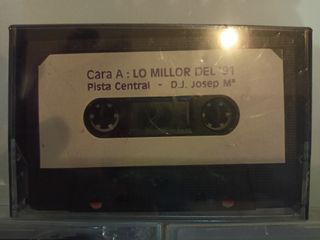 Cara A : LO MILLOR DEL '91
Pista Central - D.J. Josep Mª